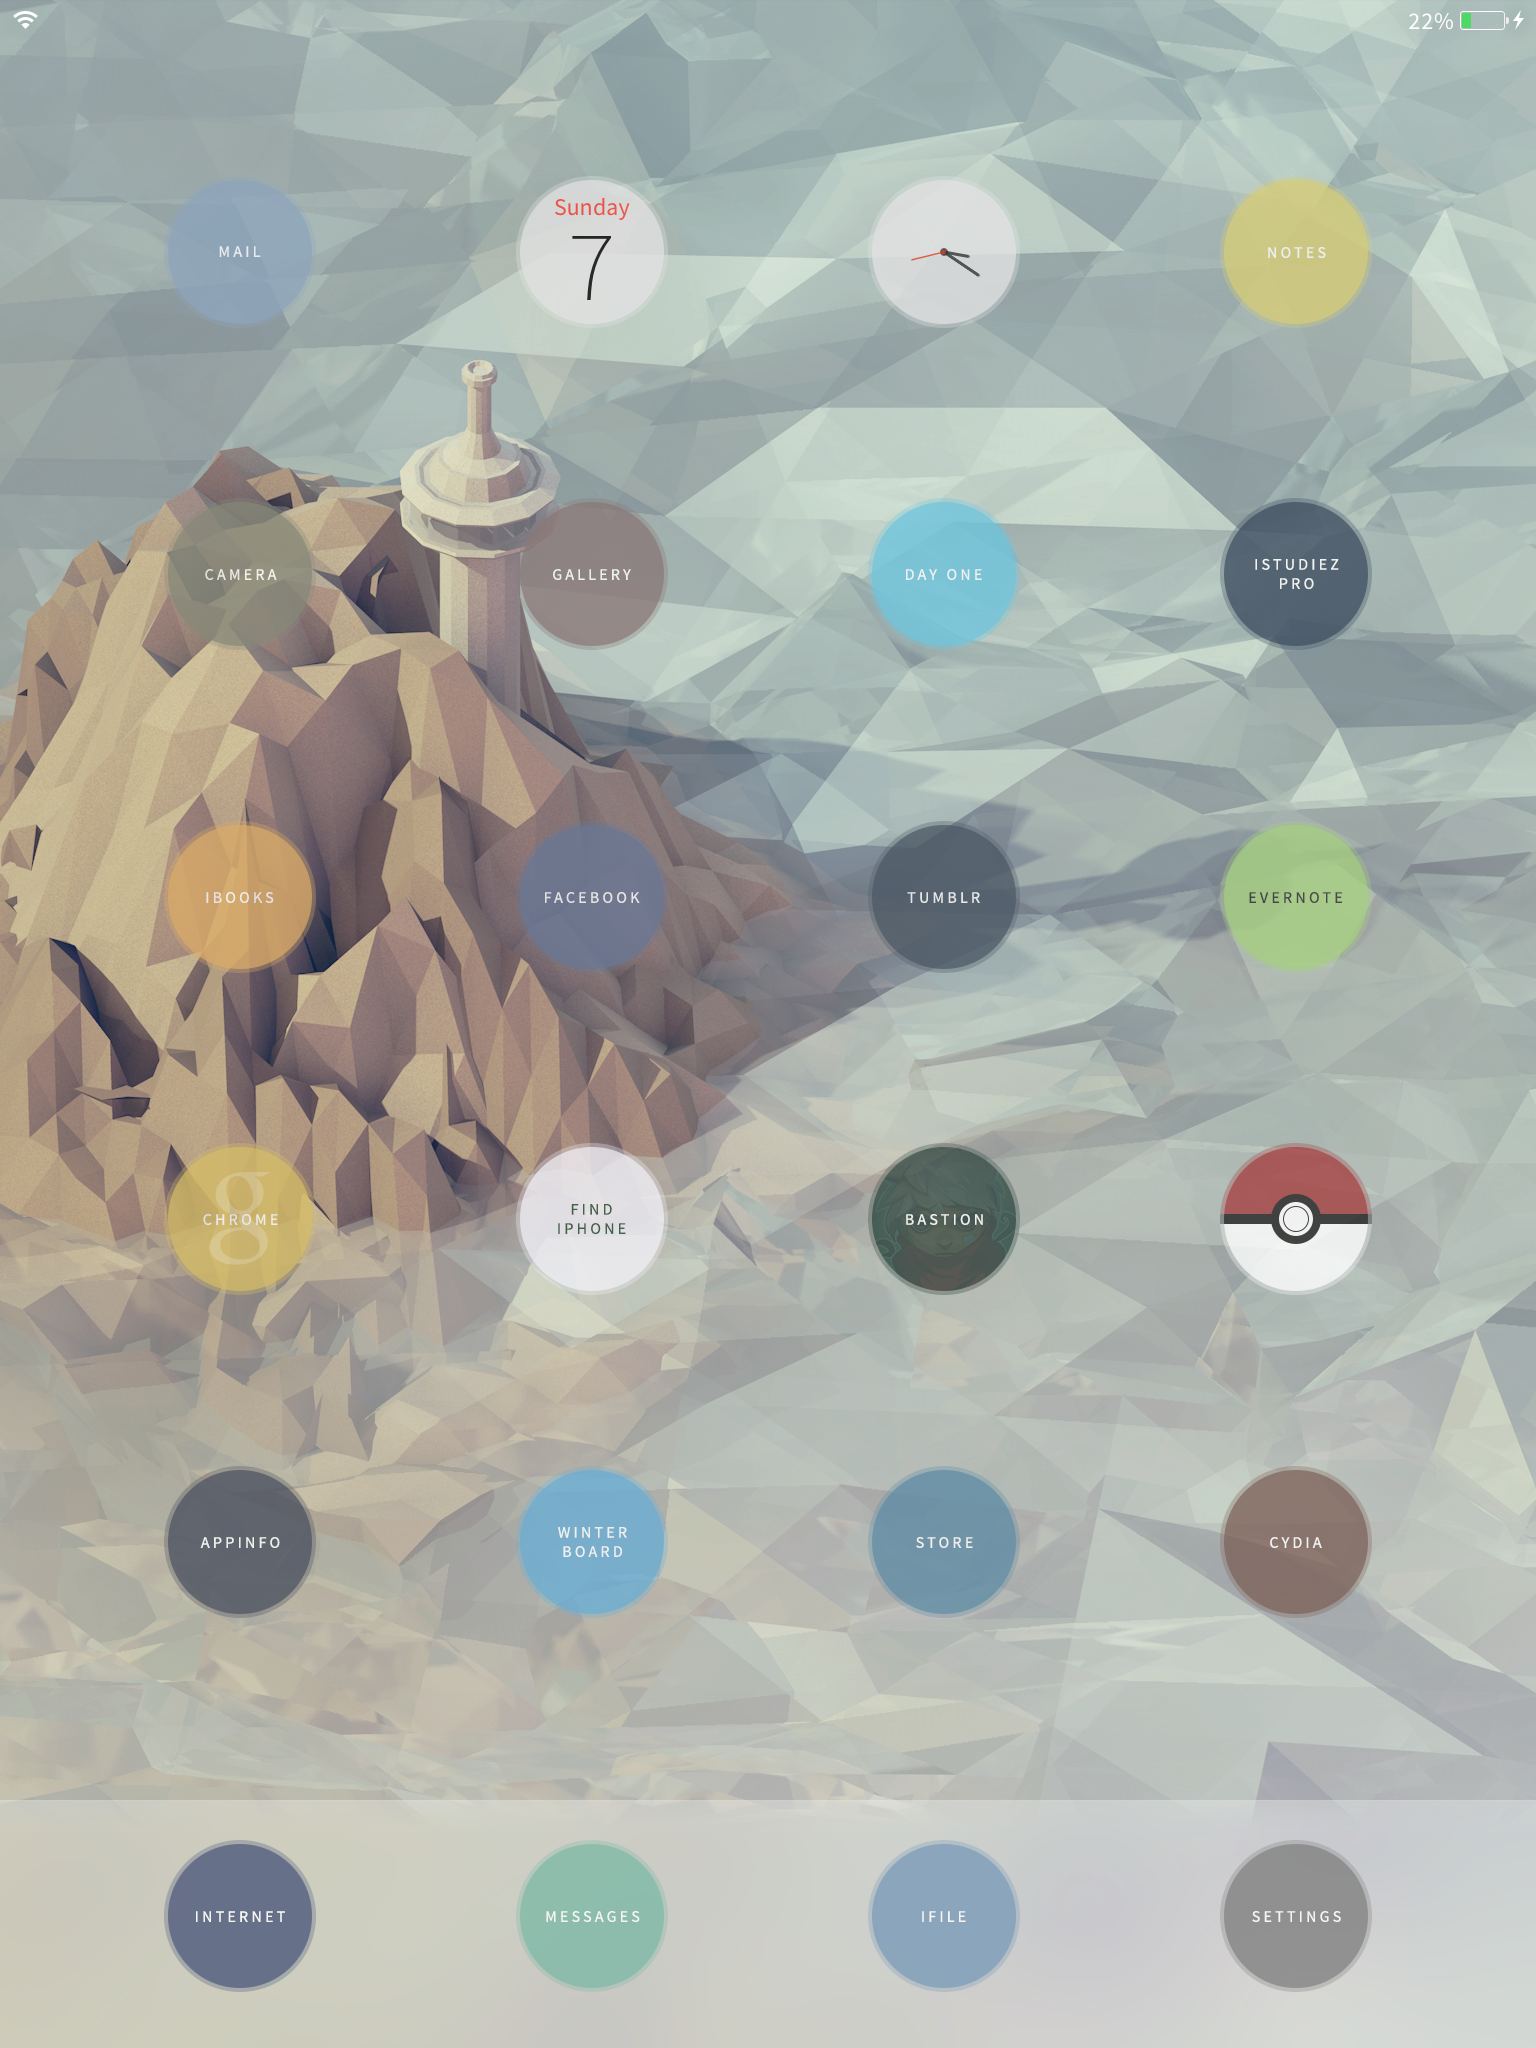 22%
MAIL
Sunday
7
NOTES
CAMERA
GALLERY
DAY ONE
ISTUDIEZ
PRO
IBOOKS
FACEBOOK
TUMBLR
EVERNOTE
g
CHROME
FIND
IPHONE
BASTION
APPINFO
WINTER
BOARD
STORE
CYDIA
INTERNET
MESSAGES
IFILE
SETTINGS